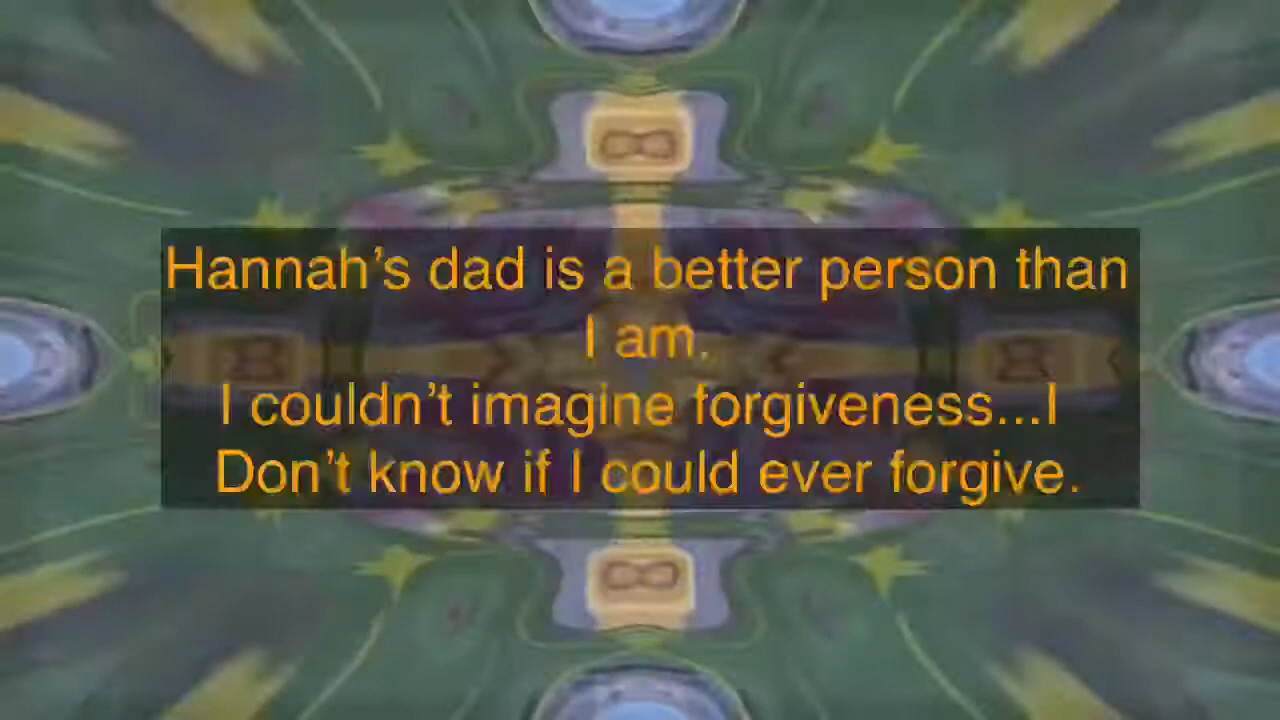 Hannah’s dad is a better person than
I am.
I couldn’t imagine forgiveness...I
Don’t know if I could ever forgive.